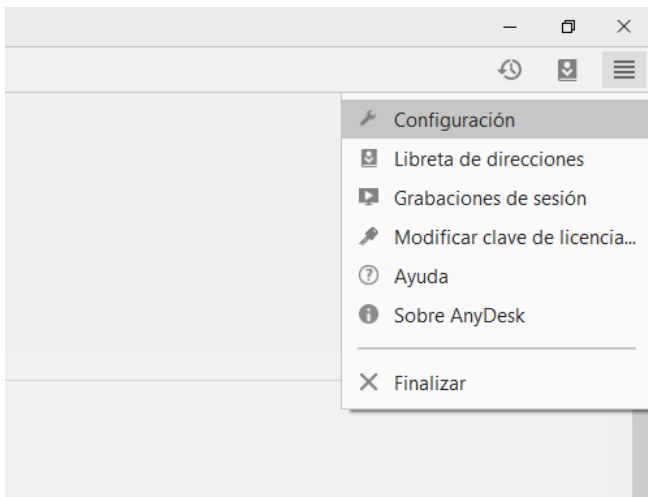 Configuración
Libreta de direcciones
Grabaciones de sesión
Modificar clave de licencia...
Ayuda
Sobre AnyDesk
Finalizar